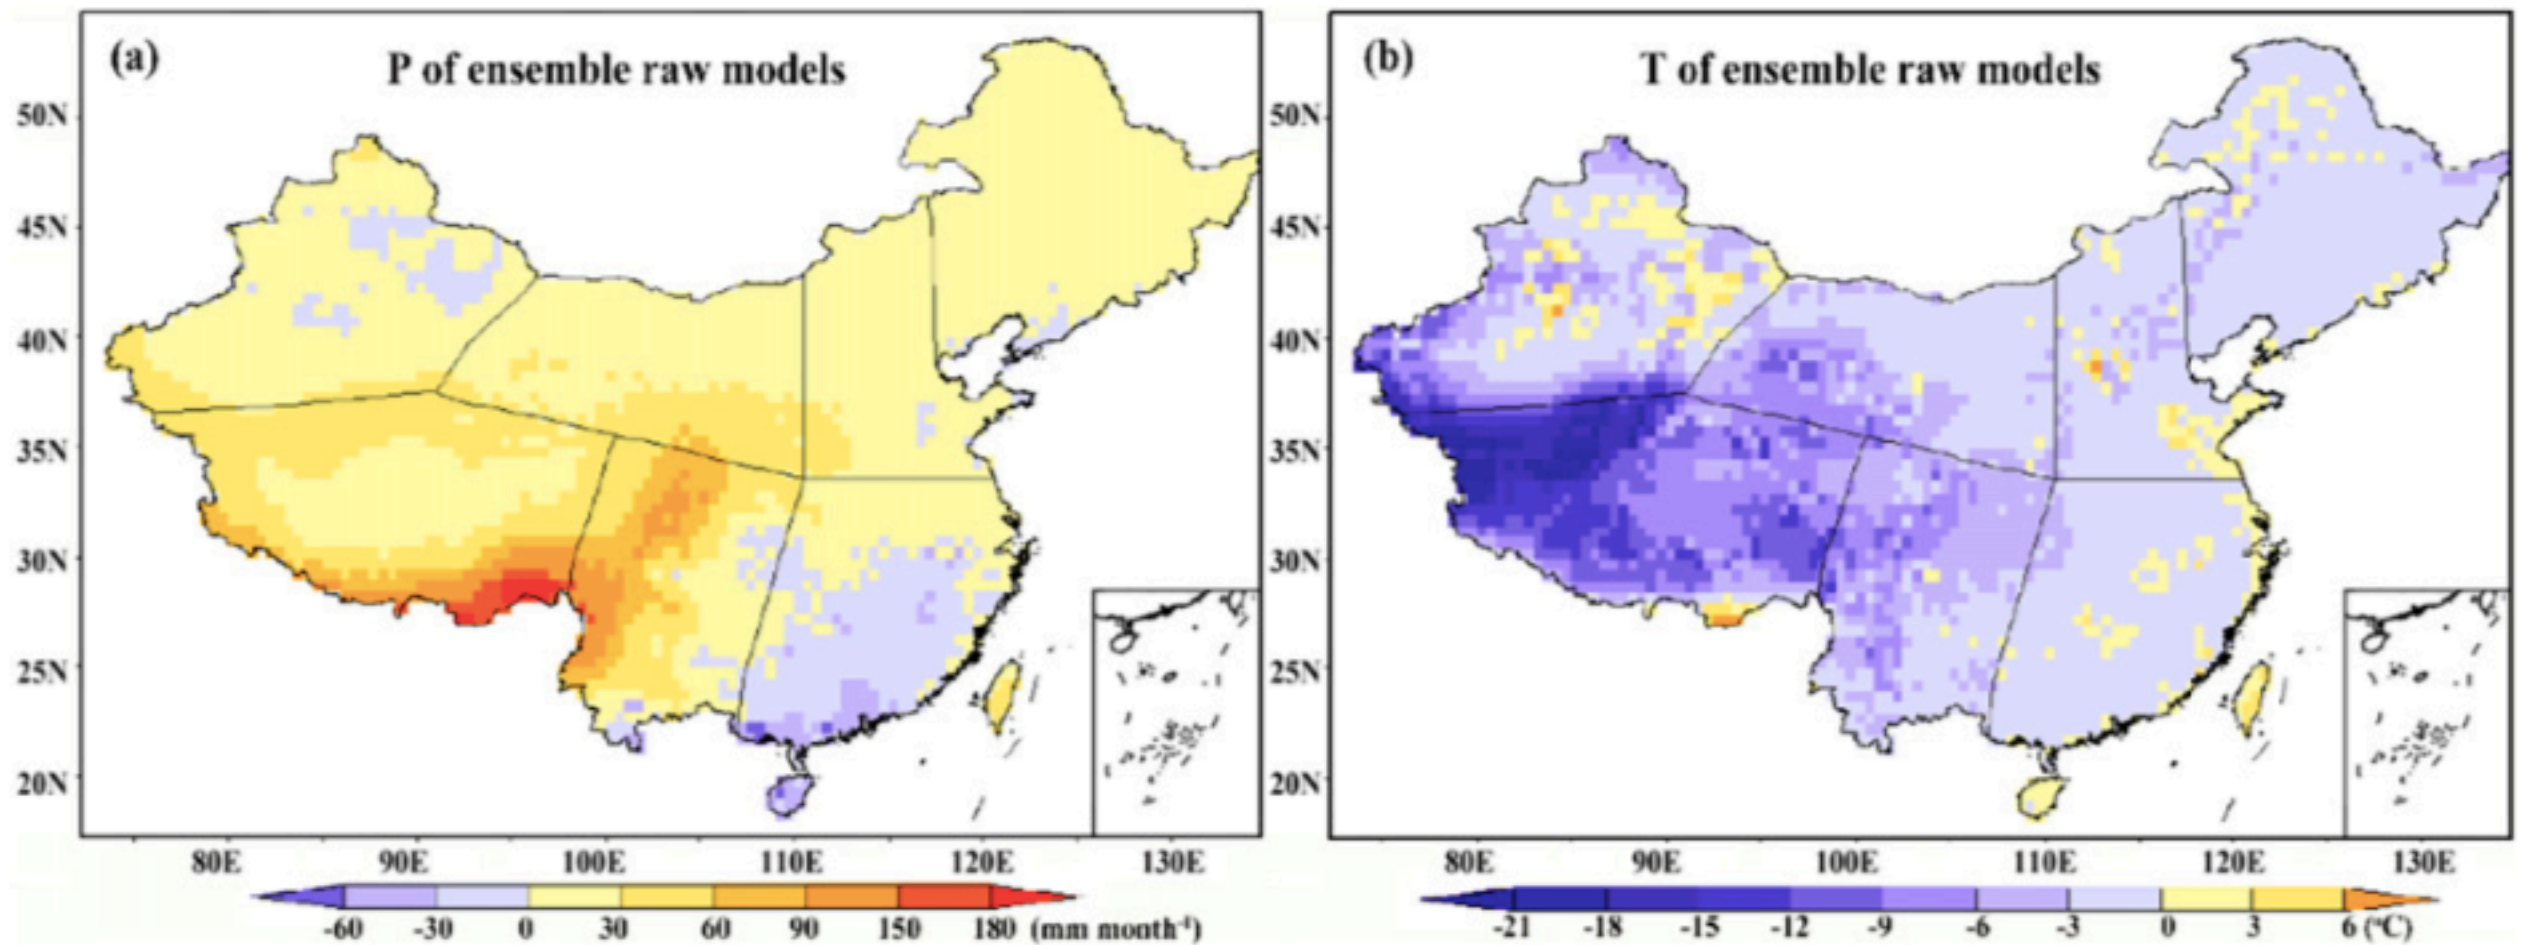 (a) P of ensemble raw models
50N
45N
40N
35N
30N
25N
20N
80E 90E 100E 110E 120E 130E
-60 -30 0 30 60 90 150 180 (mm month⁻¹)
(b) T of ensemble raw models
50N
45N
40N
35N
30N
25N
20N
80E 90E 100E 110E 120E 130E
-21 -18 -15 -12 -9 -6 -3 0 3 6 (°C)